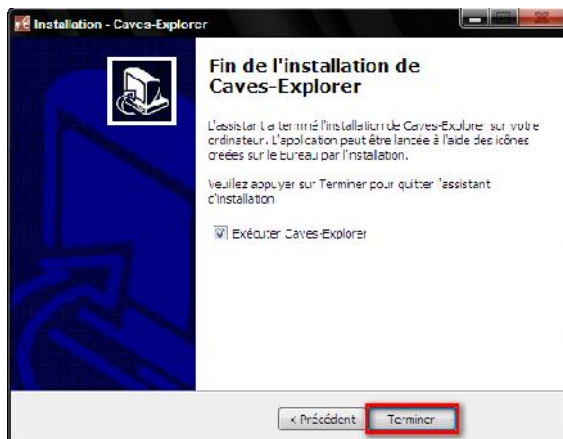 Installation - Caves-Explorer
Fin de l'installation de
Caves-Explorer
L'assistant a terminé l'installation de Caves-Explorer sur votre
ordinateur. L'application peut être lancée à l'aide des icônes
créées sur le Bureau par l'installation.
Veuillez appuyer sur Terminer pour quitter l'assistant
d'installation
Exécuter Caves-Explorer
< Précédent
Terminer